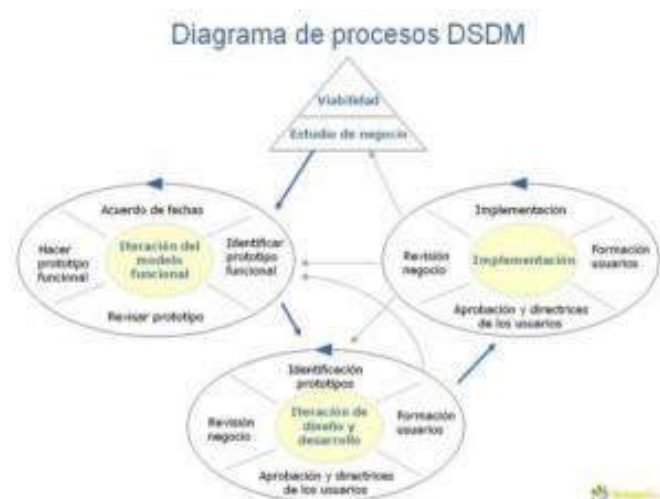 Diagrama de procesos DSDM
Viabilidad
Estudio de negocio
Acuerdo de fechas
Hacer
prototipo
funcional
Iteración del
modelo
funcional
Identificar
prototipo
funcional
Revisar prototipo
Implementación
Revisión
negocio
Implementación
Formación
usuarios
Aprobación y directrices
de los usuarios
Identificación
prototipos
Revisión
negocio
Iteración de
diseño y
desarrollo
Formación
usuarios
Aprobación y directrices
de los usuarios